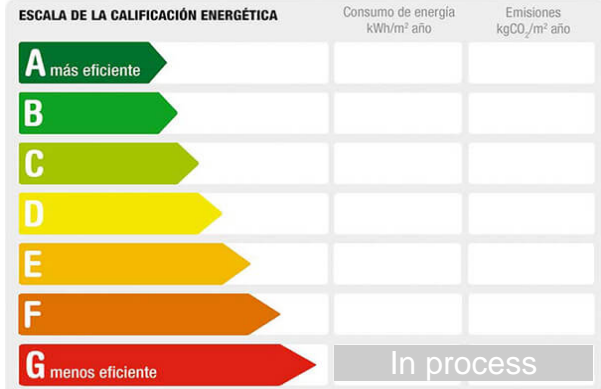 ESCALA DE LA CALIFICACIÓN ENERGÉTICA
Consumo de energía
kWh/m² año
Emisiones
kgCO₂/m² año
A más eficiente
B
C
D
E
F
G menos eficiente
In process